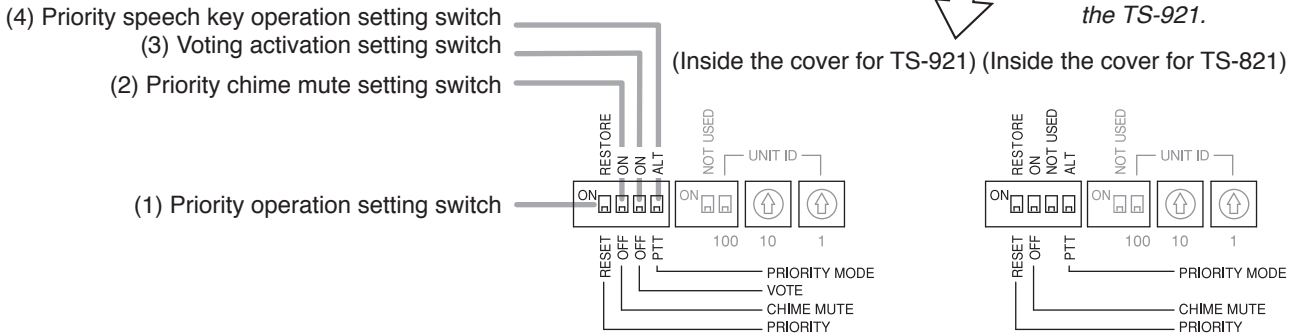 (4) Priority speech key operation setting switch
the TS-921.
(3) Voting activation setting switch
(Inside the cover for TS-921) (Inside the cover for TS-821)
(2) Priority chime mute setting switch
RESTORE
ON
ON
ALT
NOT USED
UNIT ID
RESTORE
ON
NOT USED
ALT
NOT USED
UNIT ID
(1) Priority operation setting switch
ON
ON
ON
ON
100 10 1
100 10 1
RESET
OFF
OFF
PTT
RESET
OFF
PTT
PRIORITY MODE
VOTE
CHIME MUTE
PRIORITY
PRIORITY MODE
CHIME MUTE
PRIORITY